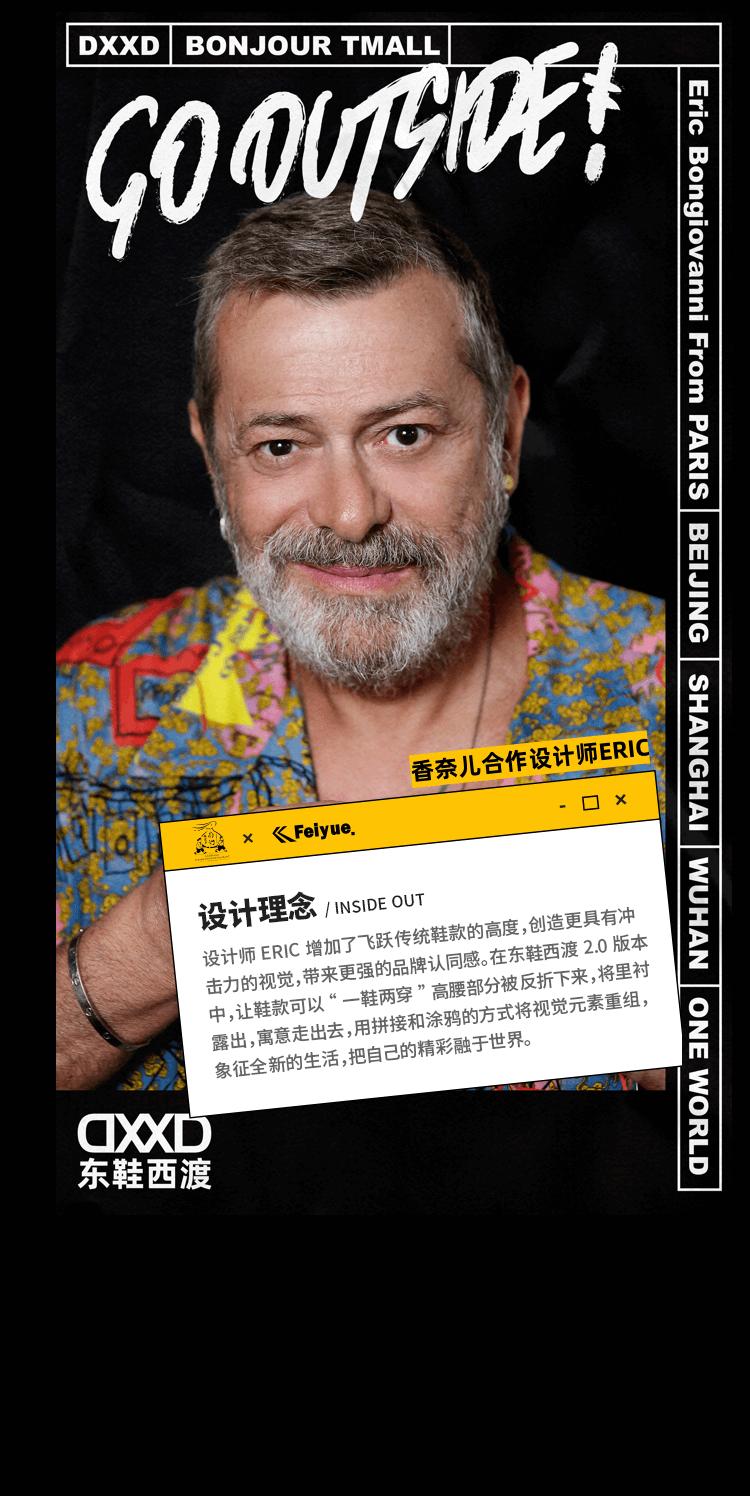 DXXD BONJOUR TMALL
GO OUTSIDE!
Eric Bongiovanni From PARIS BEIJING SHANGHAI WUHAN ONE WORLD
香奈儿合作设计师ERIC
× Feiyue. - □ ×
设计理念 / INSIDE OUT
设计师 ERIC 增加了飞跃传统鞋款的高度,创造更具有冲
击力的视觉,带来更强的品牌认同感。在东鞋西渡 2.0 版本
中,让鞋款可以“一鞋两穿”高腰部分被反折下来,将里衬
露出,寓意走出去,用拼接和涂鸦的方式将视觉元素重组,
象征全新的生活,把自己的精彩融于世界。
DXXD
东鞋西渡